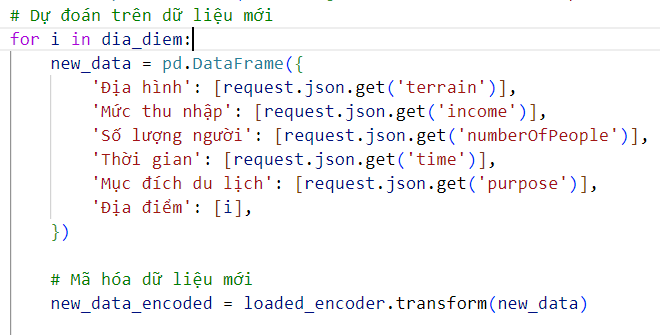 # Dự đoán trên dữ liệu mới
for i in dia_diem:
    new_data = pd.DataFrame({
        'Địa hình': [request.json.get('terrain')],
        'Mức thu nhập': [request.json.get('income')],
        'Số lượng người': [request.json.get('numberOfPeople')],
        'Thời gian': [request.json.get('time')],
        'Mục đích du lịch': [request.json.get('purpose')],
        'Địa điểm': [i],
    })
    # Mã hóa dữ liệu mới
    new_data_encoded = loaded_encoder.transform(new_data)